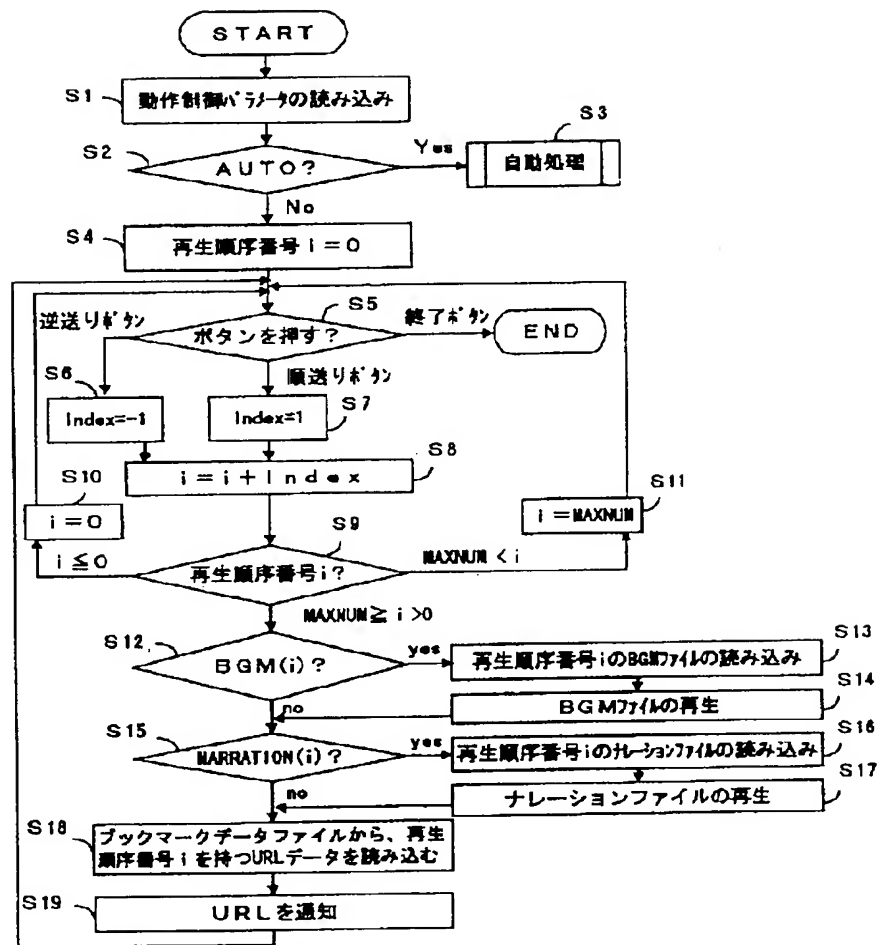 START
S1
動作制御パラメータの読み込み
S2
AUTO?
Yes
S3
自動処理
No
S4
再生順序番号 i = 0
逆送りボタン
S5
ボタンを押す?
終了ボタン
END
順送りボタン
S6
Index=-1
S7
Index=1
S8
i = i + Index
S10
i = 0
S11
i = MAXNUM
S9
再生順序番号 i ?
i ≦ 0
MAXNUM < i
MAXNUM ≧ i > 0
S12
BGM(i)?
yes
S13
再生順序番号 i のBGMファイルの読み込み
no
S14
BGMファイルの再生
S15
NARRATION(i)?
yes
S16
再生順序番号 i のナレーションファイルの読み込み
no
S17
ナレーションファイルの再生
S18
ブックマークデータファイルから、再生
順序番号 i を持つURLデータを読み込む
S19
URLを通知